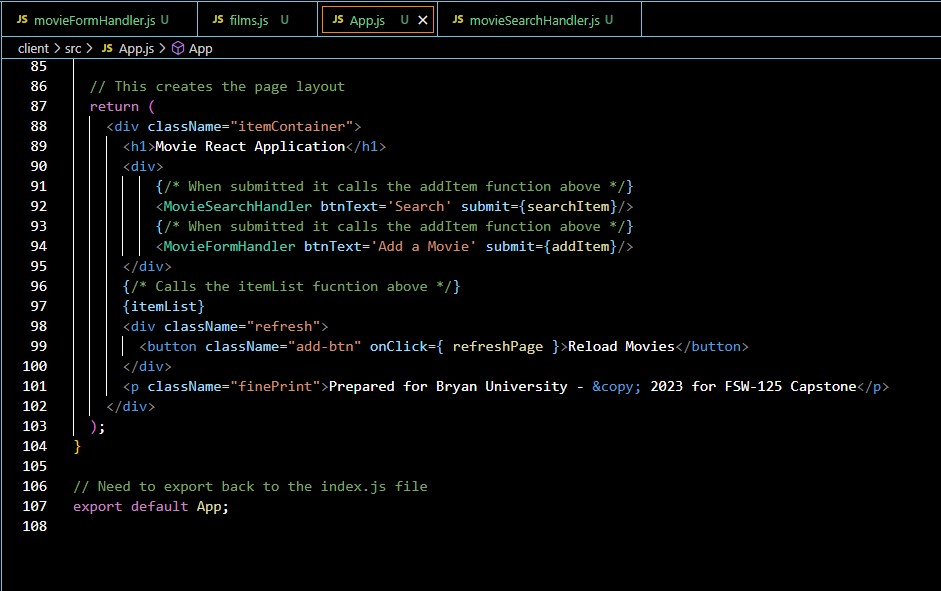 JS movieFormHandler.js U JS films.js U JS App.js U × JS movieSearchHandler.js U
client > src > JS App.js > App
85
86 // This creates the page layout
87 return (
88 <div className="itemContainer">
89 <h1>Movie React Application</h1>
90 <div>
91 {/* When submitted it calls the addItem function above */}
92 <MovieSearchHandler btnText='Search' submit={searchItem}/>
93 {/* When submitted it calls the addItem function above */}
94 <MovieFormHandler btnText='Add a Movie' submit={addItem}/>
95 </div>
96 {/* Calls the itemList fucntion above */}
97 {itemList}
98 <div className="refresh">
99 <button className="add-btn" onClick={ refreshPage }>Reload Movies</button>
100 </div>
101 <p className="finePrint">Prepared for Bryan University - &copy; 2023 for FSW-125 Capstone</p>
102 </div>
103 );
104 }
105
106 // Need to export back to the index.js file
107 export default App;
108